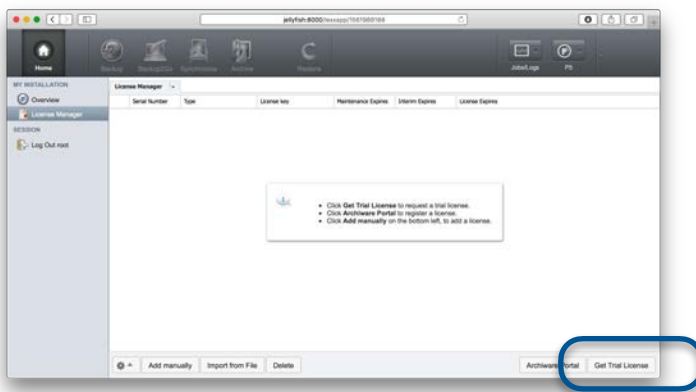 jellyfish:8000/lexxapp/1561969168
Home
Backup
Backup2Go
Synchronize
Archive
Restore
Jobs/Logs
P5
MY INSTALLATION
Overview
License Manager
SESSION
Log Out root
License Manager
Serial Number
Type
License key
Maintenance Expires
Interim Expires
License Expires
• Click Get Trial License to request a trial license.
• Click Archiware Portal to register a license.
• Click Add manually on the bottom left, to add a license.
Add manually
Import from File
Delete
Archiware Portal
Get Trial License